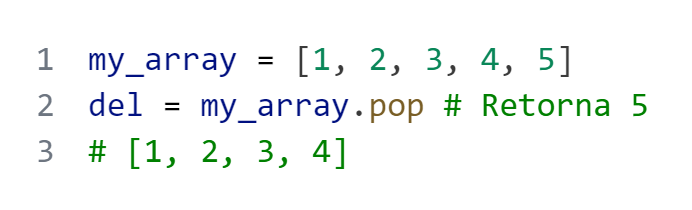 1 my_array = [1, 2, 3, 4, 5]
2 del = my_array.pop # Retorna 5
3 # [1, 2, 3, 4]